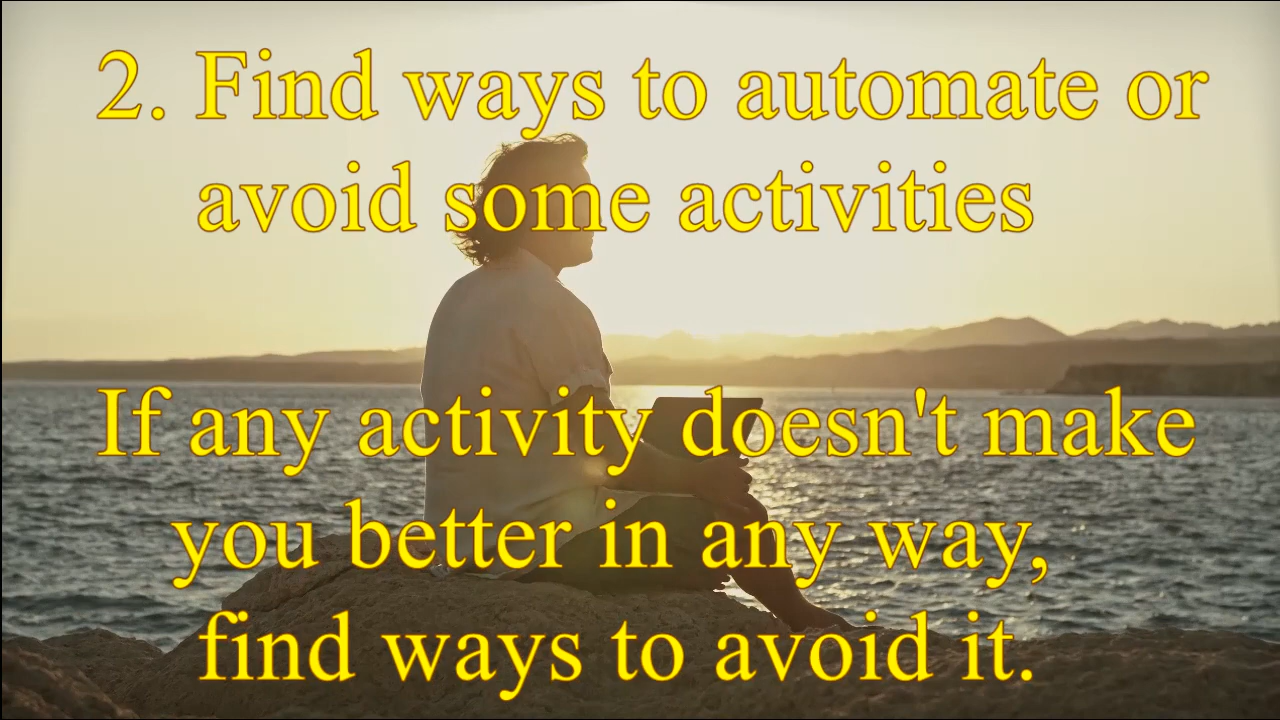 2. Find ways to automate or
avoid some activities
If any activity doesn't make
you better in any way,
find ways to avoid it.